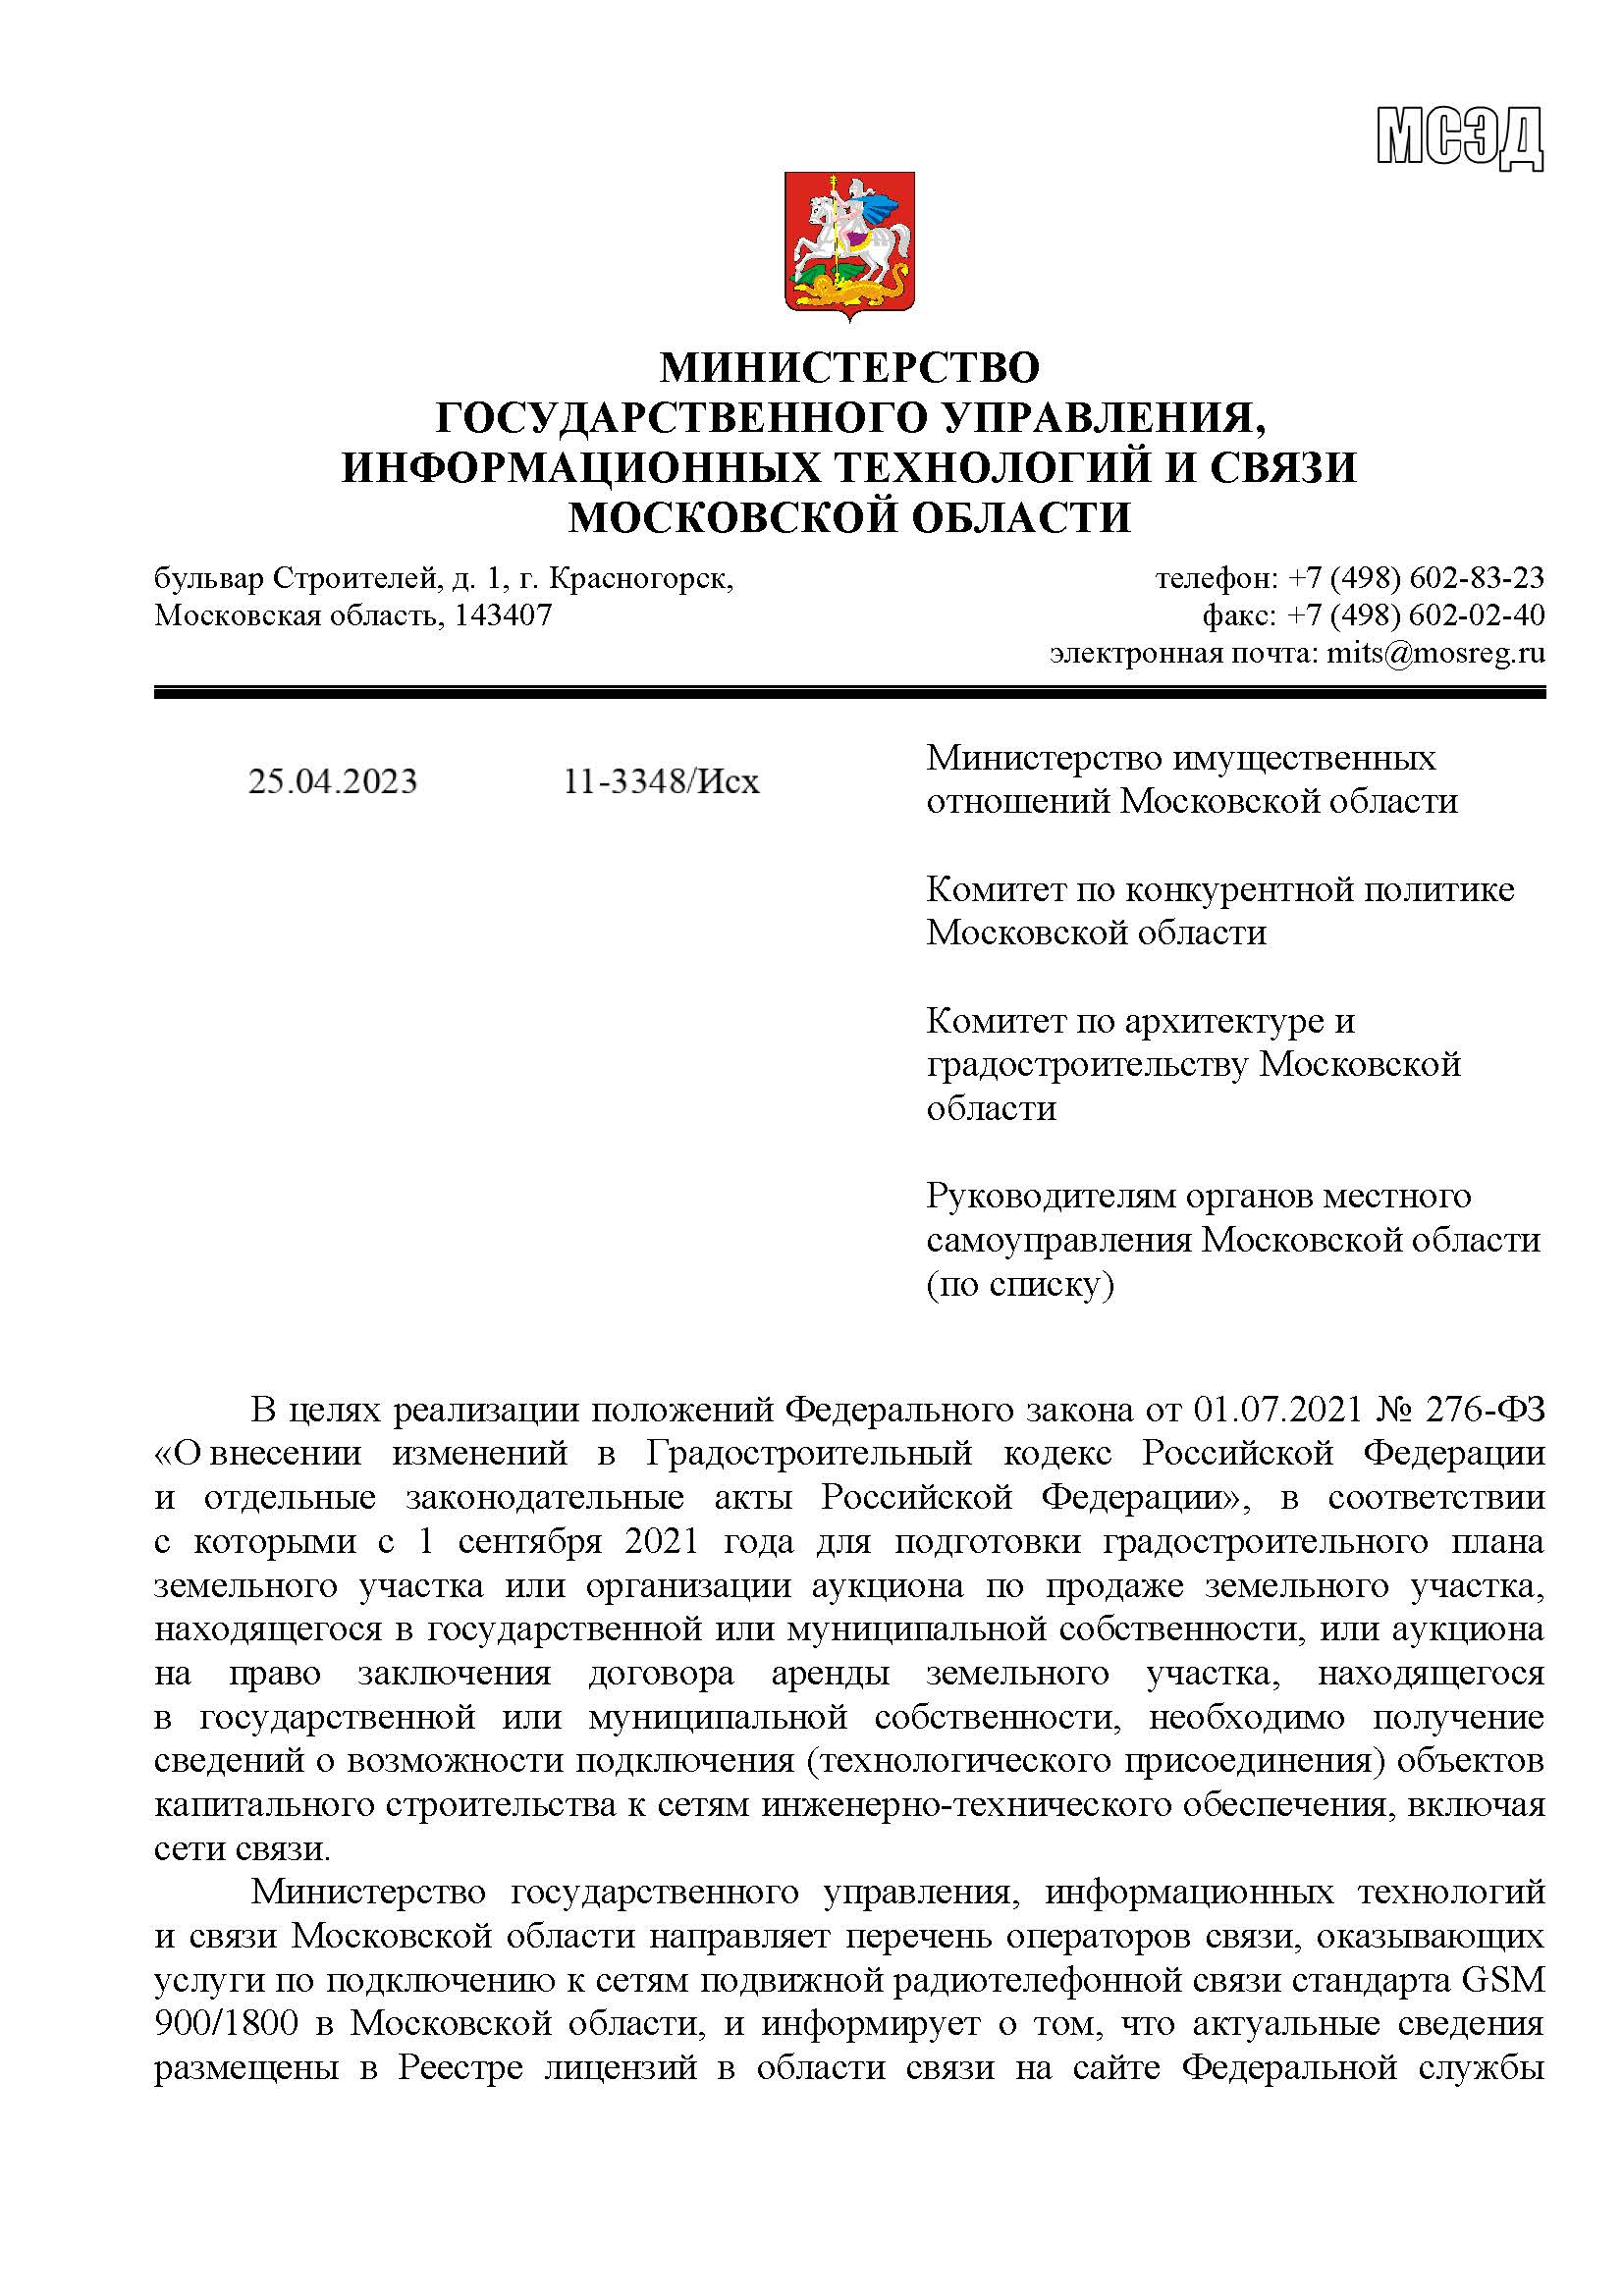 МСЭД
МИНИСТЕРСТВО
ГОСУДАРСТВЕННОГО УПРАВЛЕНИЯ,
ИНФОРМАЦИОННЫХ ТЕХНОЛОГИЙ И СВЯЗИ
МОСКОВСКОЙ ОБЛАСТИ
бульвар Строителей, д. 1, г. Красногорск,
Московская область, 143407
телефон: +7 (498) 602-83-23
факс: +7 (498) 602-02-40
электронная почта: mits@mosreg.ru
25.04.2023 11-3348/Исх
Министерство имущественных
отношений Московской области
Комитет по конкурентной политике
Московской области
Комитет по архитектуре и
градостроительству Московской
области
Руководителям органов местного
самоуправления Московской области
(по списку)
В целях реализации положений Федерального закона от 01.07.2021 № 276-ФЗ
«О внесении изменений в Градостроительный кодекс Российской Федерации
и отдельные законодательные акты Российской Федерации», в соответствии
с которыми с 1 сентября 2021 года для подготовки градостроительного плана
земельного участка или организации аукциона по продаже земельного участка,
находящегося в государственной или муниципальной собственности, или аукциона
на право заключения договора аренды земельного участка, находящегося
в государственной или муниципальной собственности, необходимо получение
сведений о возможности подключения (технологического присоединения) объектов
капитального строительства к сетям инженерно-технического обеспечения, включая
сети связи.
Министерство государственного управления, информационных технологий
и связи Московской области направляет перечень операторов связи, оказывающих
услуги по подключению к сетям подвижной радиотелефонной связи стандарта GSM
900/1800 в Московской области, и информирует о том, что актуальные сведения
размещены в Реестре лицензий в области связи на сайте Федеральной службы